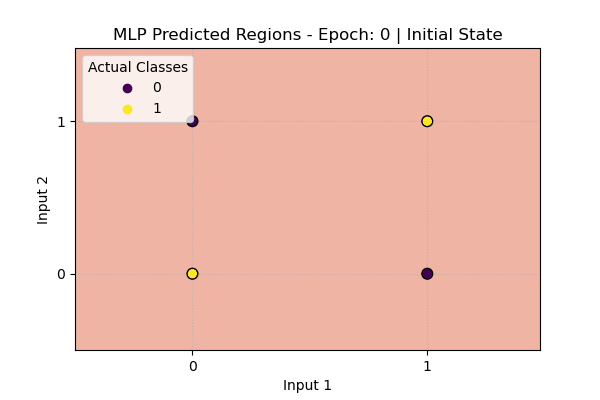 MLP Predicted Regions - Epoch: 0 | Initial State
Actual Classes
0
1
1
0
Input 2
0
1
Input 1